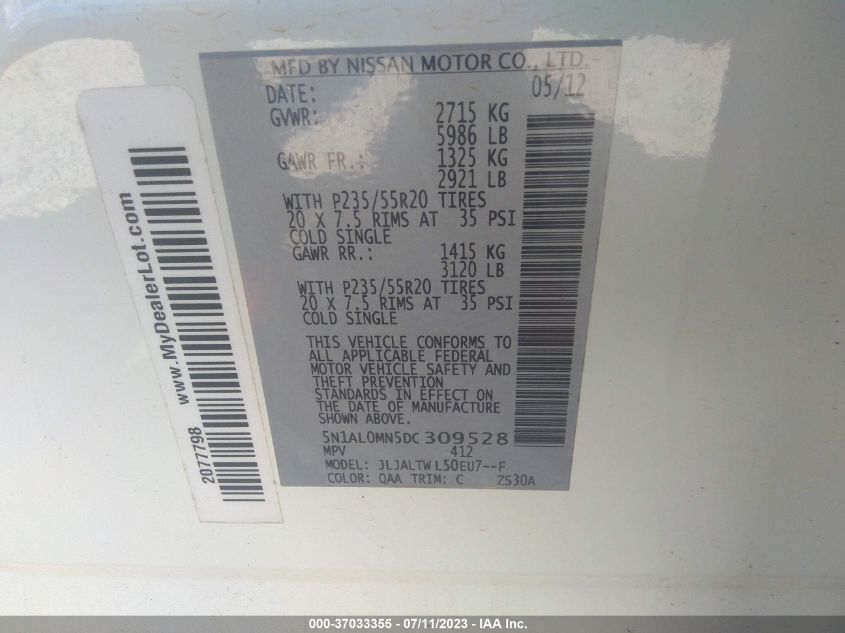 MFD BY NISSAN MOTOR CO., LTD.
DATE: 05/12
GVWR: 2715 KG
5986 LB
GAWR FR.: 1325 KG
2921 LB
WITH P235/55R20 TIRES
20 X 7.5 RIMS AT 35 PSI
COLD SINGLE
GAWR RR.: 1415 KG
3120 LB
WITH P235/55R20 TIRES
20 X 7.5 RIMS AT 35 PSI
COLD SINGLE
THIS VEHICLE CONFORMS TO
ALL APPLICABLE FEDERAL
MOTOR VEHICLE SAFETY AND
THEFT PREVENTION
STANDARDS IN EFFECT ON
THE DATE OF MANUFACTURE
SHOWN ABOVE.
5N1AL0MN5DC309528
MPV 412
MODEL: JLJALTWL50EU7--F
COLOR: QAA TRIM: C ZS30A
www.MyDealerLot.com
2077798
000-37033355 - 07/11/2023 - IAA Inc.